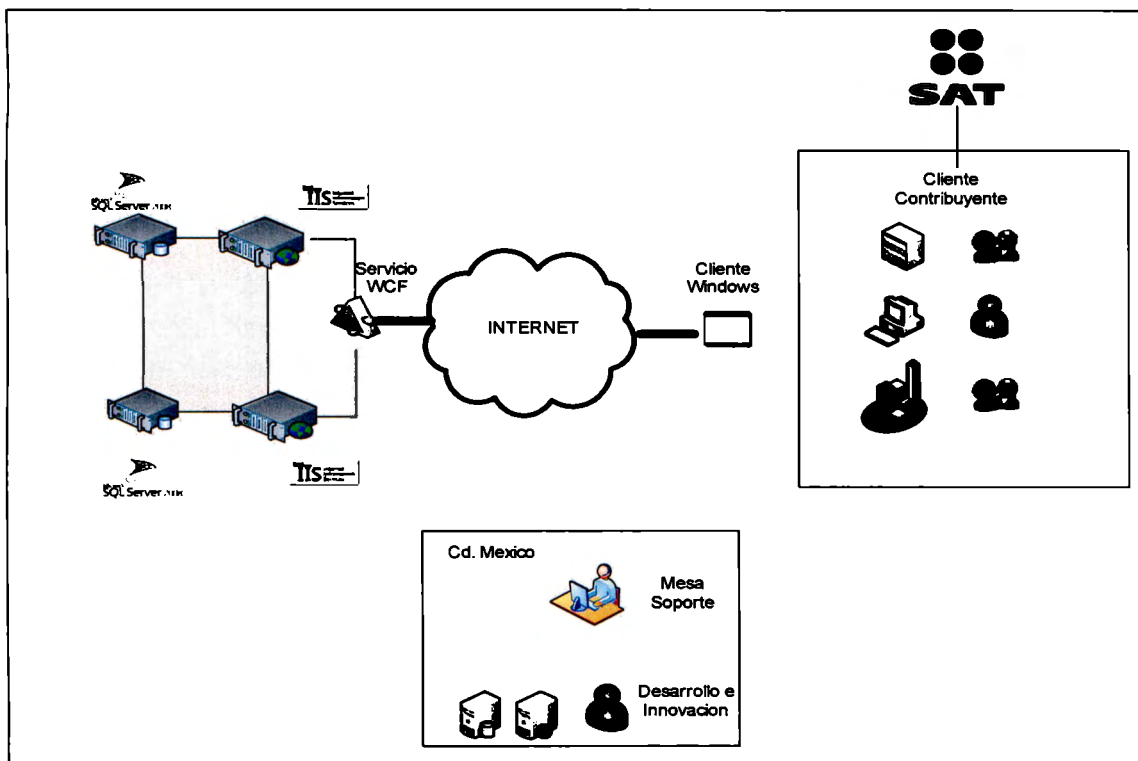 SAT
Cliente
Contribuyente
SQL Server
IIS
Servicio
WCF
INTERNET
Cliente
Windows
IIS
SQL Server
Cd. Mexico
Mesa
Soporte
Desarrollo e
Innovacion